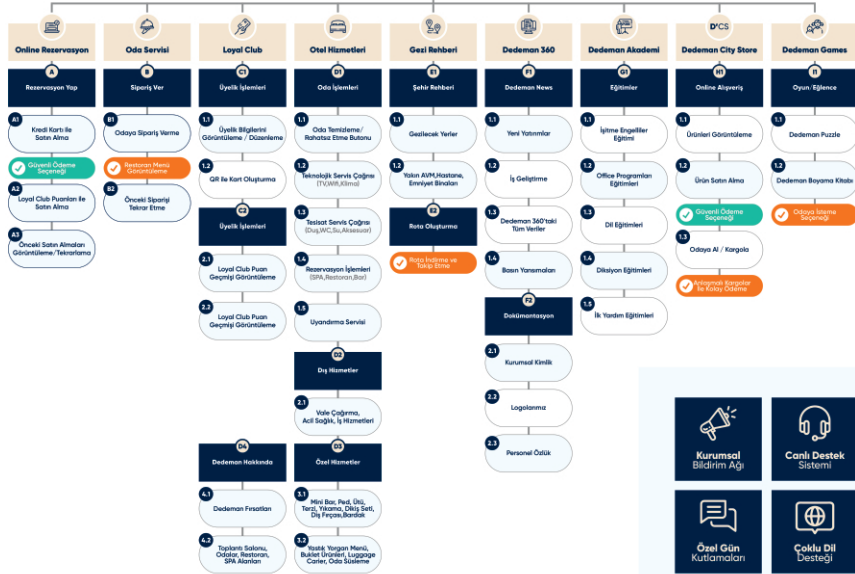 Online Rezervasyon
A
Rezervasyon Yap
A1
Kredi Kartı ile
Satın Alma
Güvenli Ödeme
Seçeneği
A2
Loyal Club Puanları ile
Satın Alma
A3
Önceki Satın Almaları
Görüntüleme/Tekrarlama
Oda Servisi
B
Sipariş Ver
B1
Odaya Sipariş Verme
Restoran Menü
Görüntüleme
B2
Önceki Siparişi
Tekrar Etme
Loyal Club
C1
Üyelik İşlemleri
1.1
Üyelik Bilgilerini
Görüntüleme / Düzenleme
1.2
QR ile Kart Oluşturma
C2
Üyelik İşlemleri
2.1
Loyal Club Puan
Geçmişi Görüntüleme
2.2
Loyal Club Puan
Geçmişi Görüntüleme
D4
Dedeman Hakkında
4.1
Dedeman Fırsatları
4.2
Toplantı Salonu,
Odalar, Restoran,
SPA Alanları
Otel Hizmetleri
D1
Oda İşlemleri
1.1
Oda Temizleme/
Rahatsız Etme Butonu
1.2
Teknolojik Servis Çağrısı
(TV,Wifi,Klima)
1.3
Tesisat Servis Çağrısı
(Duş,WC,Su,Aksesuar)
1.4
Rezervasyon İşlemleri
(SPA,Restoran,Bar)
1.5
Uyandırma Servisi
D2
Dış Hizmetler
2.1
Vale Çağırma,
Acil Sağlık, İş Hizmetleri
D3
Özel Hizmetler
3.1
Mini Bar, Ped, Ütü,
Terzi, Yıkama, Dikiş Seti,
Diş Fırçası,Bardak
3.2
Yastık Yorgan Menü,
Buklet Ürünleri, Luggage
Carier, Oda Süsleme
Gezi Rehberi
E1
Şehir Rehberi
1.1
Gezilecek Yerler
1.2
Yakın AVM,Hastane,
Emniyet Binaları
E2
Rota Oluşturma
Rota İndirme ve
Takip Etme
Dedeman 360
F1
Dedeman News
1.1
Yeni Yatırımlar
1.2
İş Geliştirme
1.3
Dedeman 360'taki
Tüm Veriler
1.4
Basın Yansımaları
F2
Dokümantasyon
2.1
Kurumsal Kimlik
2.2
Logolarımız
2.3
Personel Özlük
Dedeman Akademi
G1
Eğitimler
1.1
İşitme Engelliler
Eğitimi
1.2
Office Programları
Eğitimleri
1.3
Dil Eğitimleri
1.4
Diksiyon Eğitimleri
1.5
İlk Yardım Eğitimleri
D'CS
Dedeman City Store
H1
Online Alışveriş
1.1
Ürünleri Görüntüleme
1.2
Ürün Satın Alma
Güvenli Ödeme
Seçeneği
1.3
Odaya Al / Kargola
Anlaşmalı Kargolar
ile Kolay Ödeme
Dedeman Games
I1
Oyun/Eğlence
1.1
Dedeman Puzzle
1.2
Dedeman Boyama Kitabı
Odaya İsteme
Seçeneği
Kurumsal
Bildirim Ağı
Canlı Destek
Sistemi
Özel Gün
Kutlamaları
Çoklu Dil
Desteği